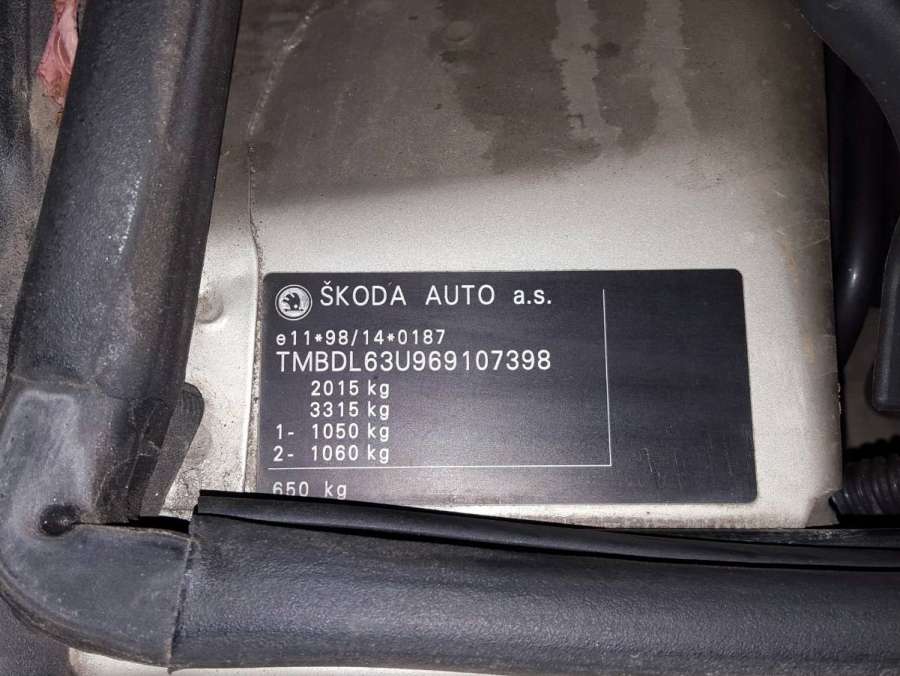 ŠKODA AUTO a.s.
e11*98/14*0187
TMBDL63U969107398
2015 kg
3315 kg
1- 1050 kg
2- 1060 kg
650 kg